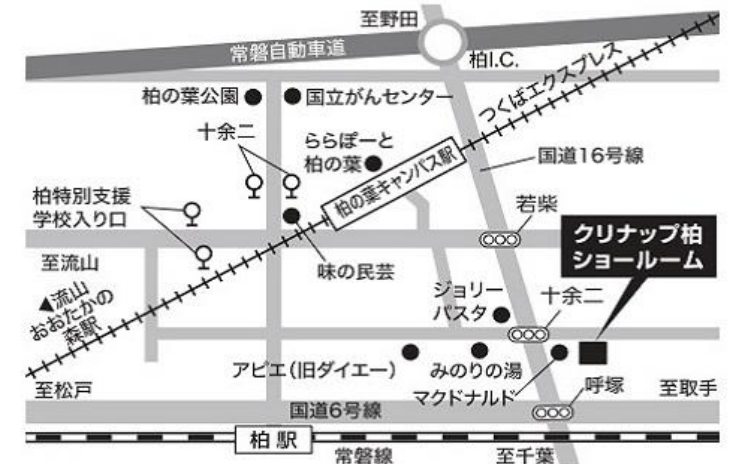 至野田
常磐自動車道
柏I.C.
つくばエクスプレス
柏の葉公園
国立がんセンター
十余二
ららぽーと
柏の葉
柏の葉キャンパス駅
国道16号線
柏特別支援
学校入り口
若柴
クリナップ柏
ショールーム
至流山
味の民芸
▲流山
おおたかの
森駅
ジョリー
パスタ
十余二
アピエ(旧ダイエー)
みのりの湯
マクドナルド
呼塚
至松戸
至取手
国道6号線
柏駅
常磐線
至千葉